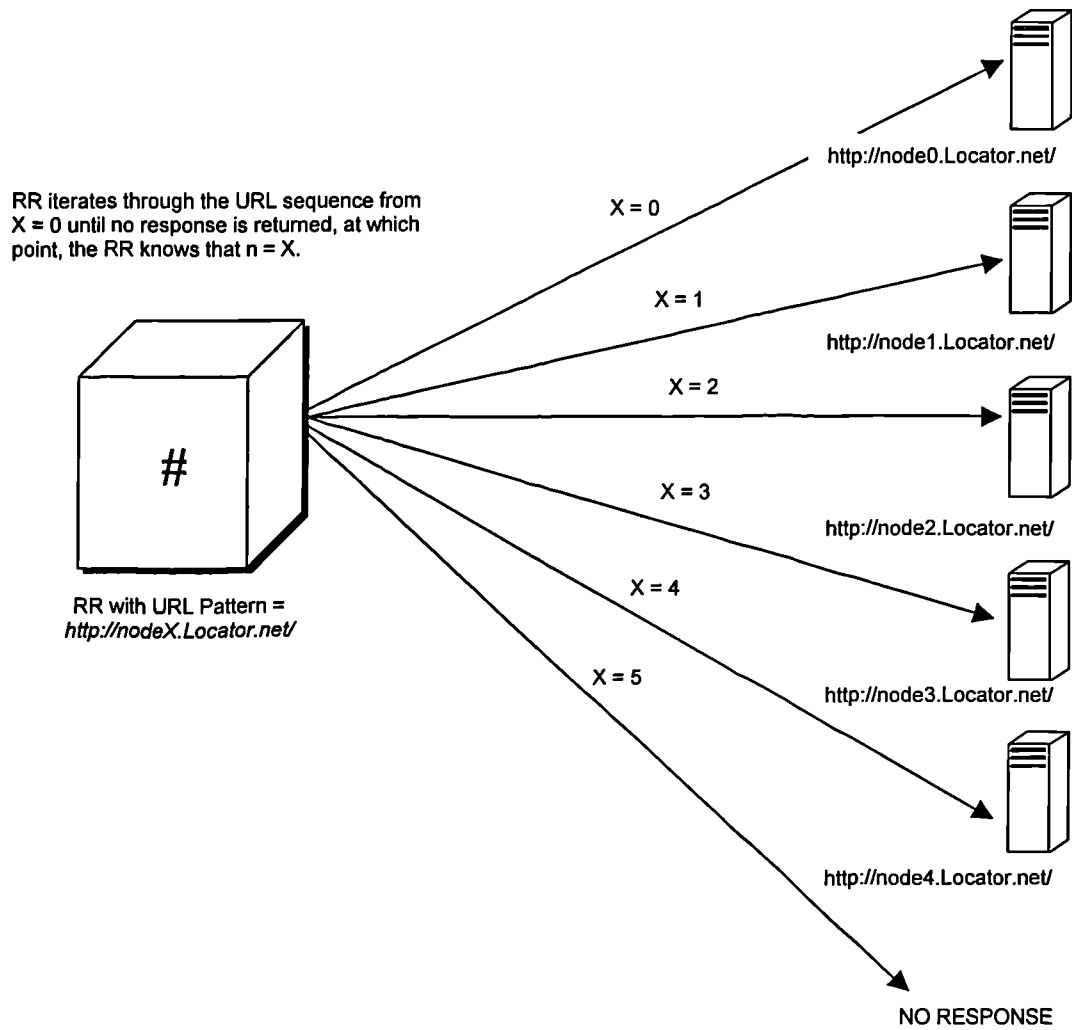 http://node0.Locator.net/
RR iterates through the URL sequence from
X = 0 until no response is returned, at which
point, the RR knows that n = X.
X = 0
X = 1
http://node1.Locator.net/
X = 2
#
X = 3
http://node2.Locator.net/
X = 4
RR with URL Pattern =
http://nodeX.Locator.net/
X = 5
http://node3.Locator.net/
http://node4.Locator.net/
NO RESPONSE